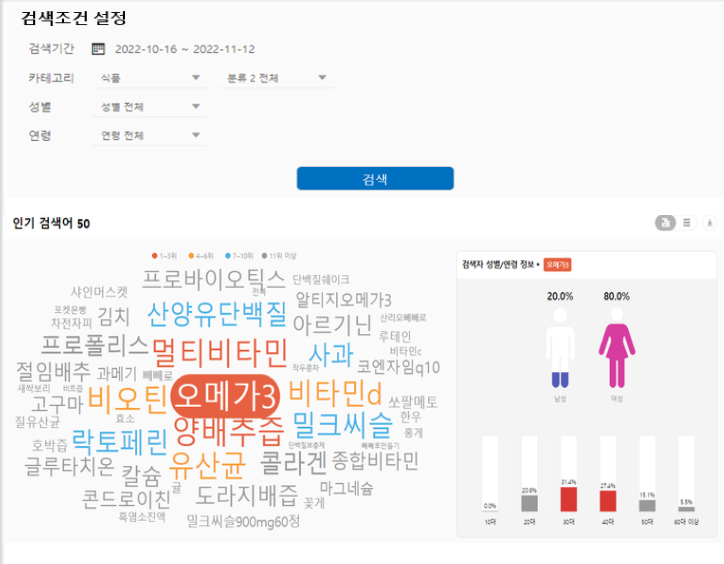 검색조건 설정
검색기간 2022-10-16 ~ 2022-11-12
카테고리 식품 분류 2 전체
성별 성별 전체
연령 연령 전체
검색
인기 검색어 50
1~3위 4~6위 7~10위 11위 이상
프로바이오틱스 단백질쉐이크
샤인머스켓 전복 알티지오메가3
포켓몬빵 김치 산양유단백질 산리오빼빼로
자전자피 아르기닌 루테인
프로폴리스 멀티비타민 사과 비타민c
절임배추 과메기 빼빼로 작두콩차 코엔자임q10
새싹보리 비트즙 비오틴 오메가3 비타민d 쏘팔메토
고구마 효소 양배추즙 밀크씨슬 한우
질유산균 홍게
호박즙 락토페린 단백질보충제 빼빼로만들기
글루타치온 칼슘 유산균 콜라겐 종합비타민
콘드로이친 귤 도라지배즙 꽃게 마그네슘
흑염소진액 밀크씨슬900mg60정
검색자 성별/연령 정보 • 오메가3
20.0% 80.0%
남성 여성
0.0% 20.6% 31.4% 27.4% 15.1% 5.5%
10대 20대 30대 40대 50대 60대 이상